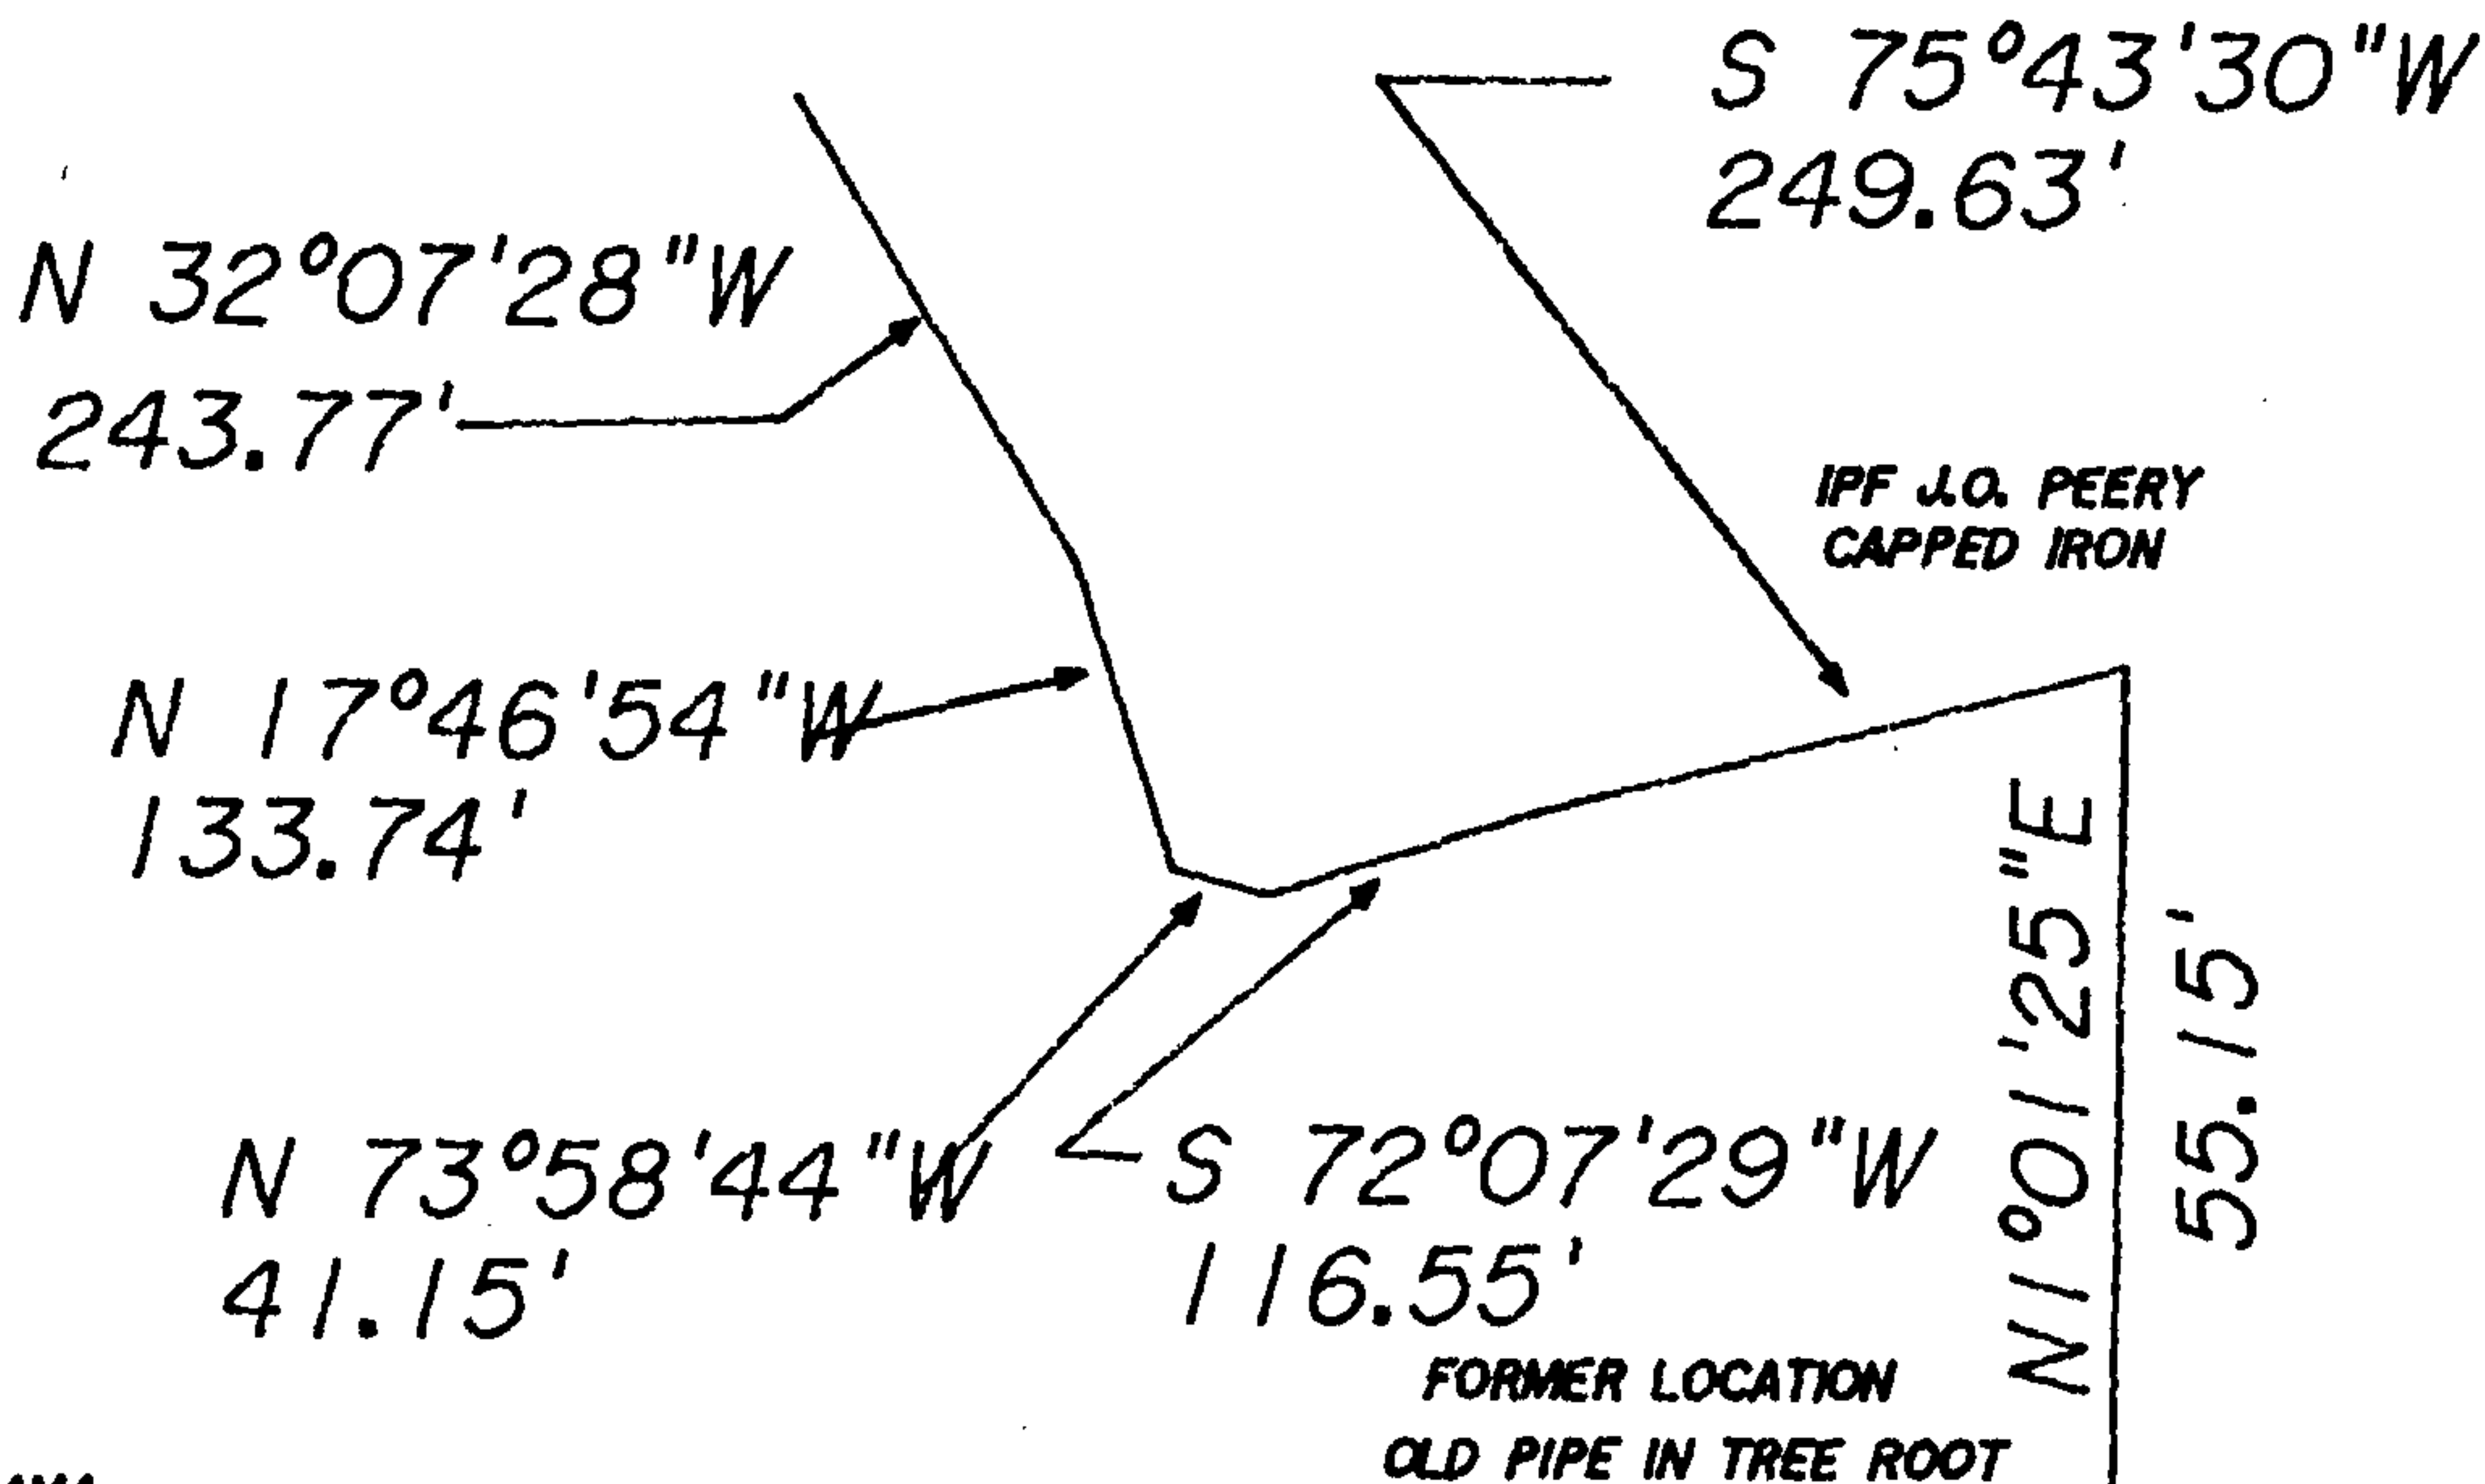 S 75°43'30"W
249.63'
N 32°07'28"W
243.77'
IPF J.O. PEERY
CAPPED IRON
N 17°46'54"W
133.74'
N 1°01'25"E
55.15'
N 73°58'44"W
41.15'
S 72°07'29"W
116.55'
FORMER LOCATION
OLD PIPE IN TREE ROOT